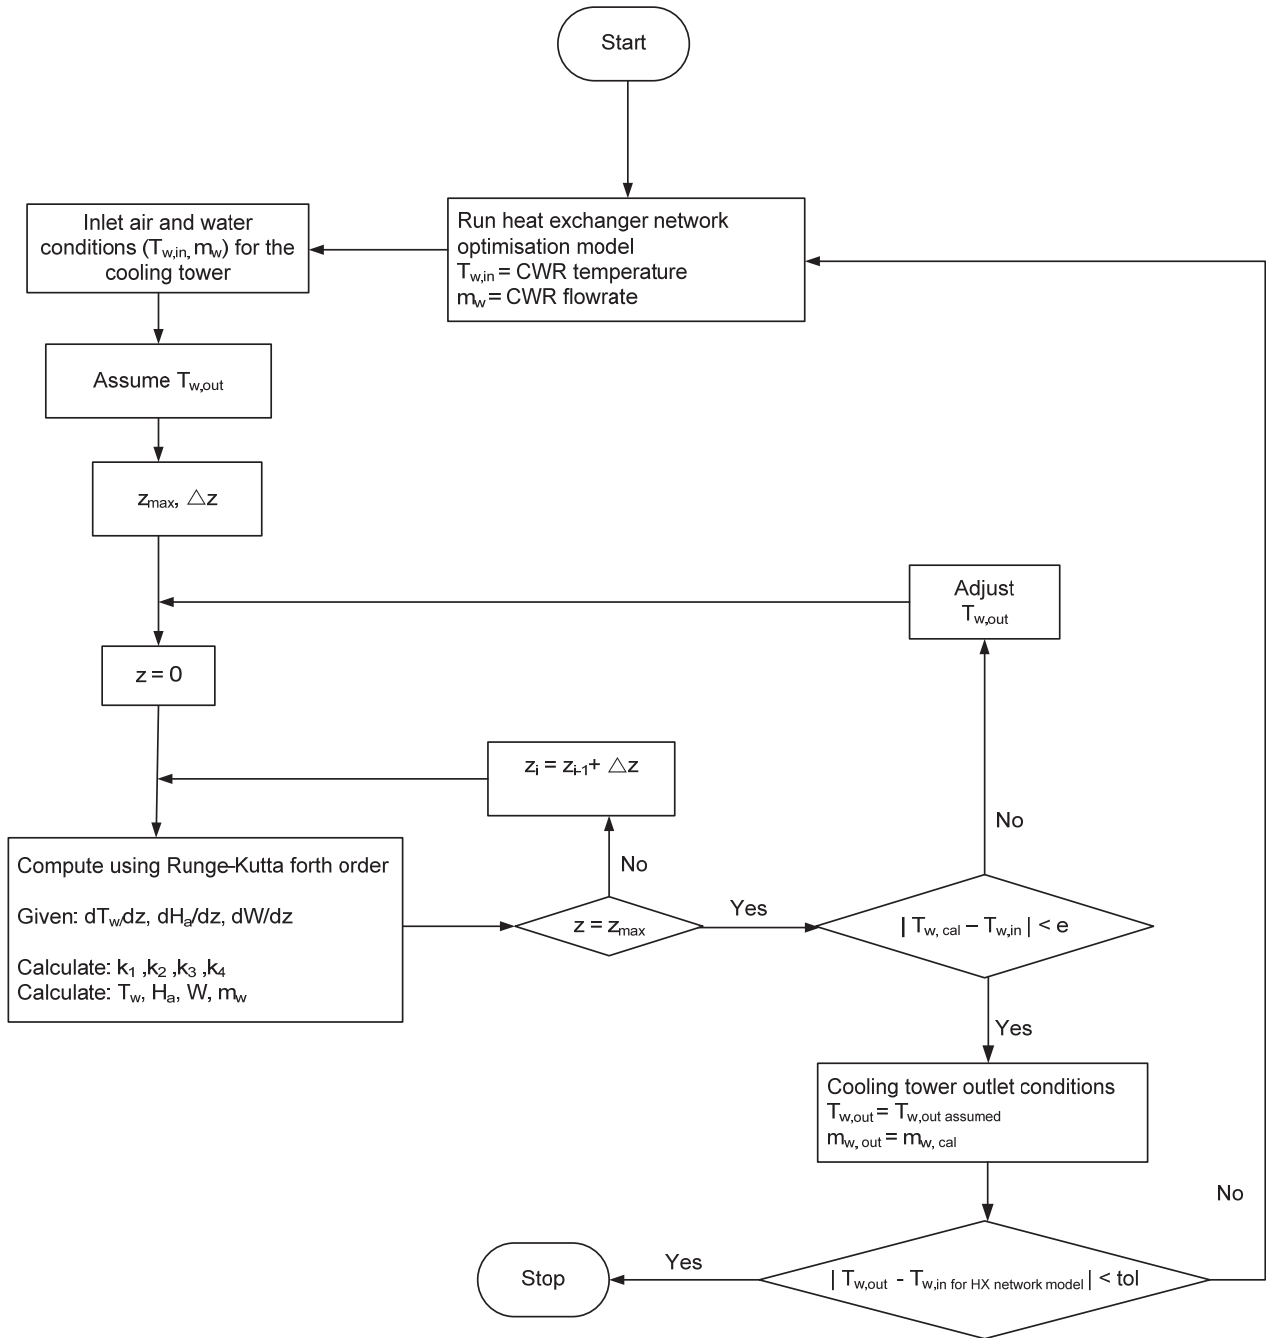 Start
Run heat exchanger network
optimisation model
Tw,in = CWR temperature
mw = CWR flowrate
Inlet air and water
conditions (Tw,in, mw) for the
cooling tower
Assume Tw,out
zmax, △z
Adjust
Tw,out
z = 0
zi = zi-1 + △z
No
No
Compute using Runge–Kutta forth order
Given: dTw/dz, dHa/dz, dW/dz
Calculate: k1 ,k2 ,k3 ,k4
Calculate: Tw, Ha, W, mw
z = zmax
Yes
| Tw, cal – Tw,in | < e
Yes
Cooling tower outlet conditions
Tw,out = Tw,out assumed
mw, out = mw, cal
No
| Tw,out - Tw,in for HX network model | < tol
Yes
Stop